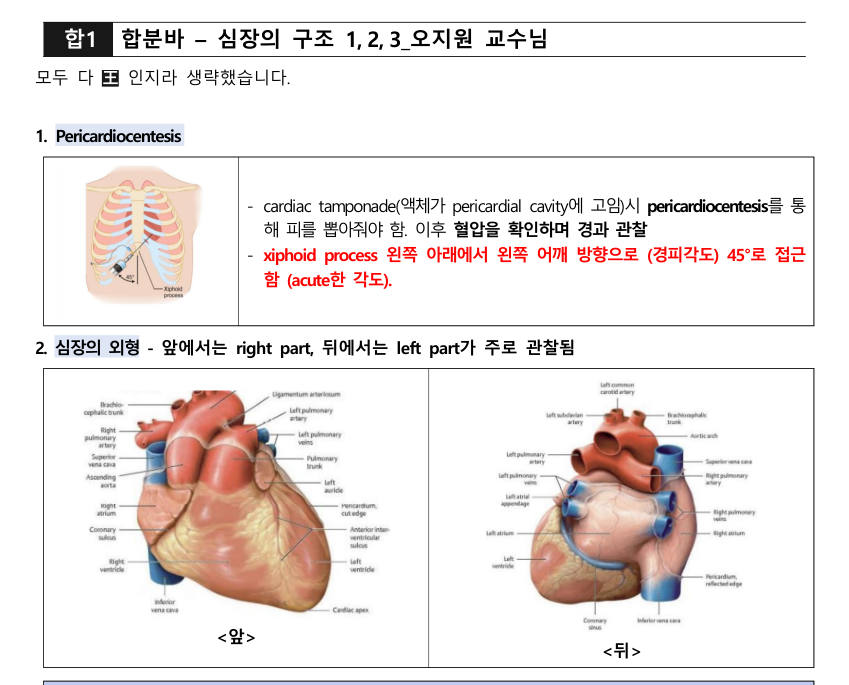 합1 합분바 – 심장의 구조 1, 2, 3_오지원 교수님
모두 다 王 인지라 생략했습니다.
1. Pericardiocentesis
45°
Xiphoid
process
- cardiac tamponade(액체가 pericardial cavity에 고임)시 pericardiocentesis를 통
해 피를 뽑아줘야 함. 이후 혈압을 확인하며 경과 관찰
- xiphoid process 왼쪽 아래에서 왼쪽 어깨 방향으로 (경피각도) 45°로 접근
함 (acute한 각도).
2. 심장의 외형 - 앞에서는 right part, 뒤에서는 left part가 주로 관찰됨
Brachio-
cephalic trunk
Right
pulmonary
artery
Superior
vena cava
Ascending
aorta
Right
atrium
Coronary
sulcus
Right
ventricle
Inferior
vena cava
Ligamentum arteriosum
Left pulmonary
artery
Left pulmonary
veins
Pulmonary
trunk
Left
auricle
Pericardium,
cut edge
Anterior inter-
ventricular
sulcus
Left
ventricle
Cardiac apex
<앞>
Left common
carotid artery
Left subclavian
artery
Left pulmonary
artery
Left pulmonary
veins
Left atrial
appendage
Left atrium
Left
ventricle
Coronary
sinus
Brachiocephalic
trunk
Aortic arch
Superior vena cava
Right pulmonary
artery
Right pulmonary
veins
Right atrium
Pericardium,
reflected edge
Inferior vena cava
<뒤>